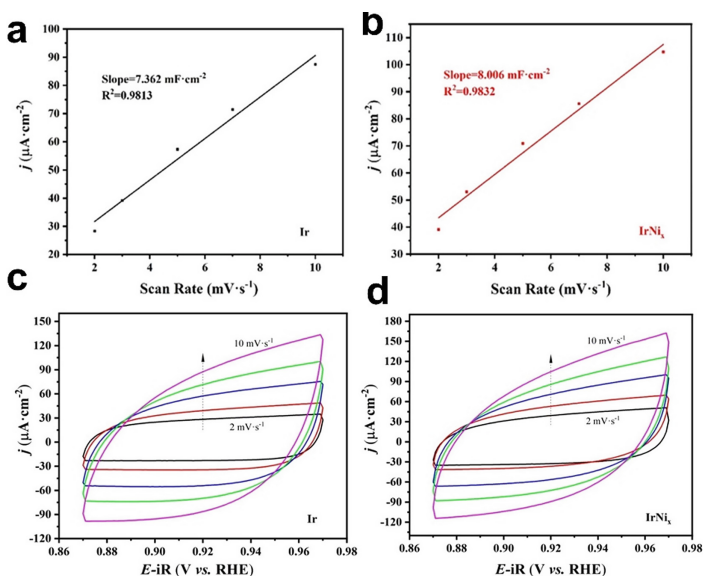 a
100
90
80
70
60
50
40
30
20
2
4
6
8
10
j (μA·cm⁻²)
Slope=7.362 mF·cm⁻²
R²=0.9813
Ir
Scan Rate (mV·s⁻¹)
b
110
100
90
80
70
60
50
40
30
2
4
6
8
10
j (μA·cm⁻²)
Slope=8.006 mF·cm⁻²
R²=0.9832
IrNiₓ
Scan Rate (mV·s⁻¹)
c
150
120
90
60
30
0
-30
-60
-90
-120
0.86
0.88
0.90
0.92
0.94
0.96
0.98
j (μA·cm⁻²)
10 mV·s⁻¹
2 mV·s⁻¹
Ir
E-iR (V vs. RHE)
d
180
150
120
90
60
30
0
-30
-60
-90
-120
0.86
0.88
0.90
0.92
0.94
0.96
0.98
j (μA·cm⁻²)
10 mV·s⁻¹
2 mV·s⁻¹
IrNiₓ
E-iR (V vs. RHE)